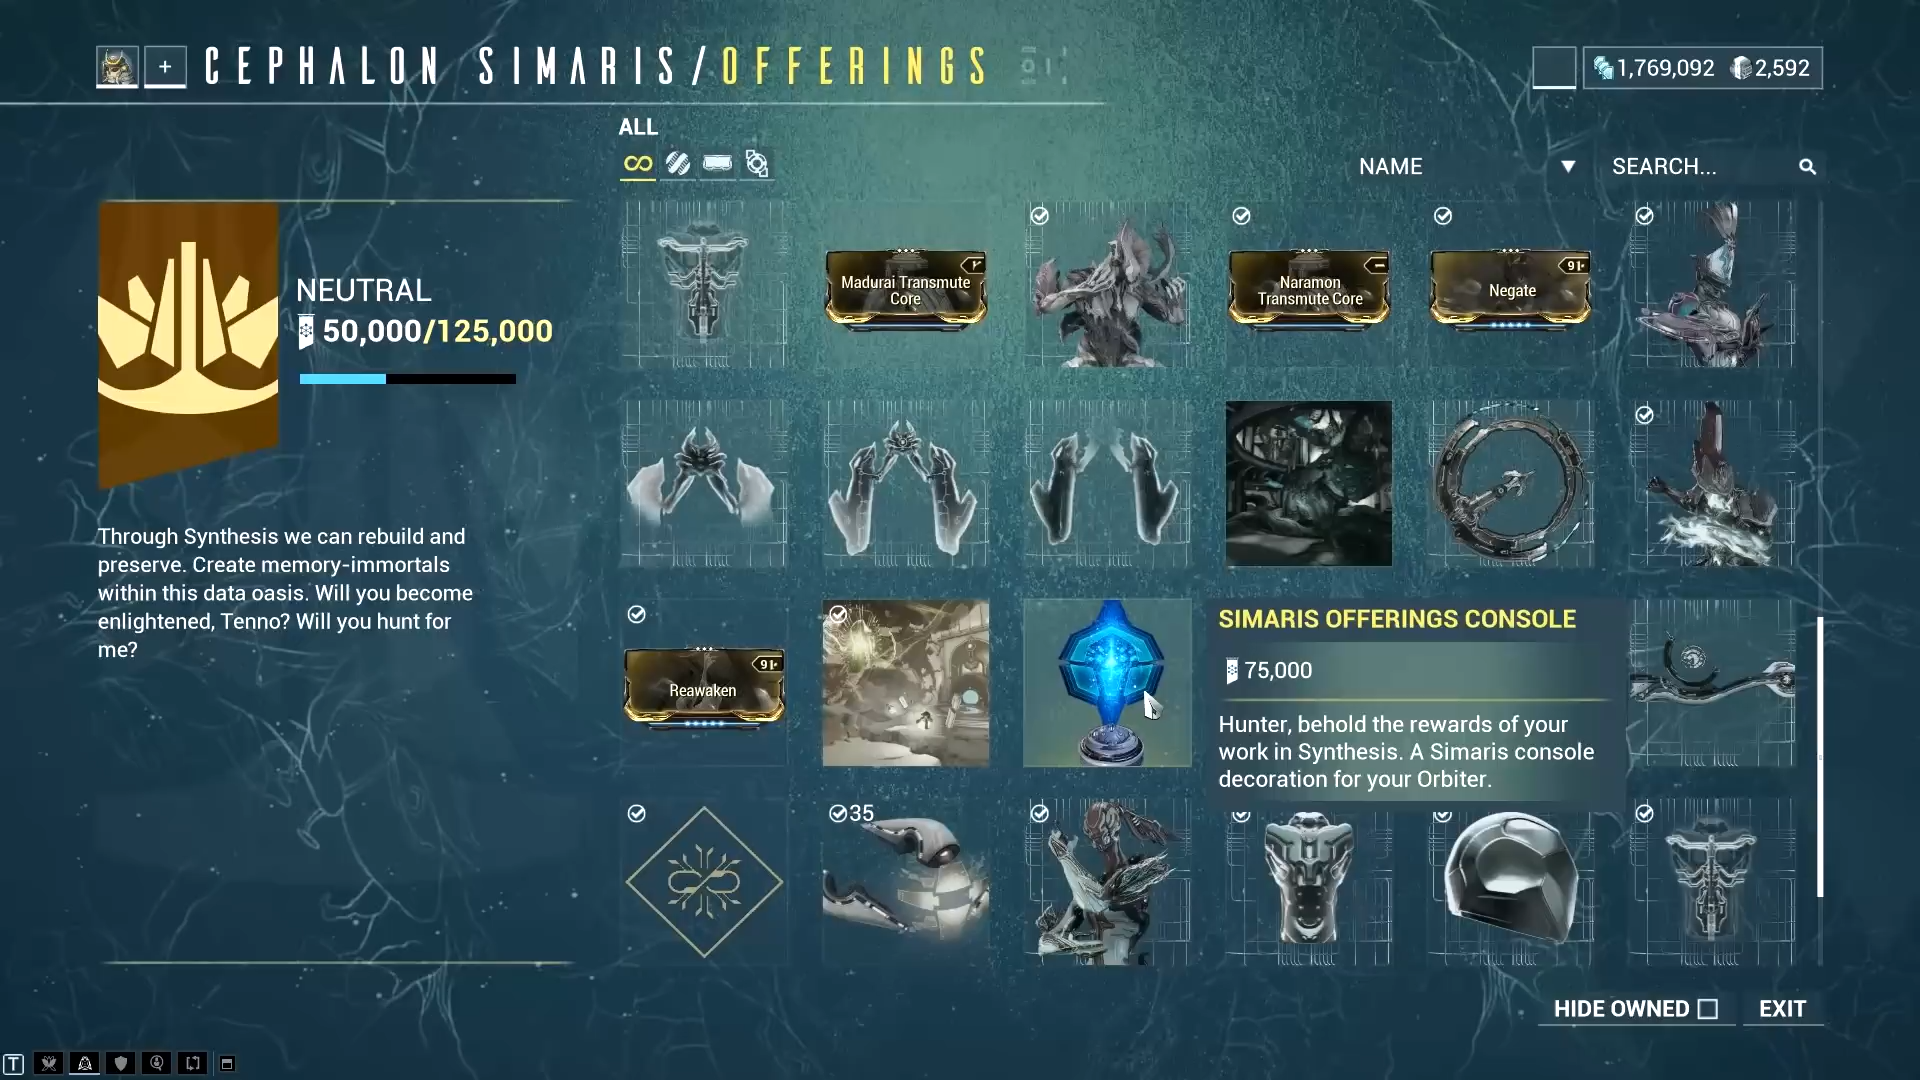 CEPHALON SIMARIS/OFFERINGS
1,769,092 2,592
ALL
NAME
SEARCH...
NEUTRAL
50,000/125,000
Through Synthesis we can rebuild and
preserve. Create memory-immortals
within this data oasis. Will you become
enlightened, Tenno? Will you hunt for
me?
Madurai Transmute
Core
Naramon
Transmute Core
9
Negate
9
Reawaken
SIMARIS OFFERINGS CONSOLE
75,000
Hunter, behold the rewards of your
work in Synthesis. A Simaris console
decoration for your Orbiter.
35
HIDE OWNED
EXIT
T